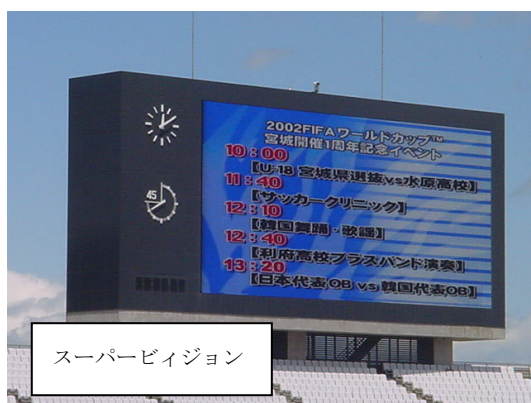 2002FIFAワールドカップ™
宮城開催1周年記念イベント
10:00
【U-18 宮城県選抜vs水原高校】
11:40
【サッカークリニック】
12:10
【韓国舞踊・歌謡】
12:40
【利府高校ブラスバンド演奏】
13:20
【日本代表OB vs 韓国代表OB】
45
スーパービィジョン